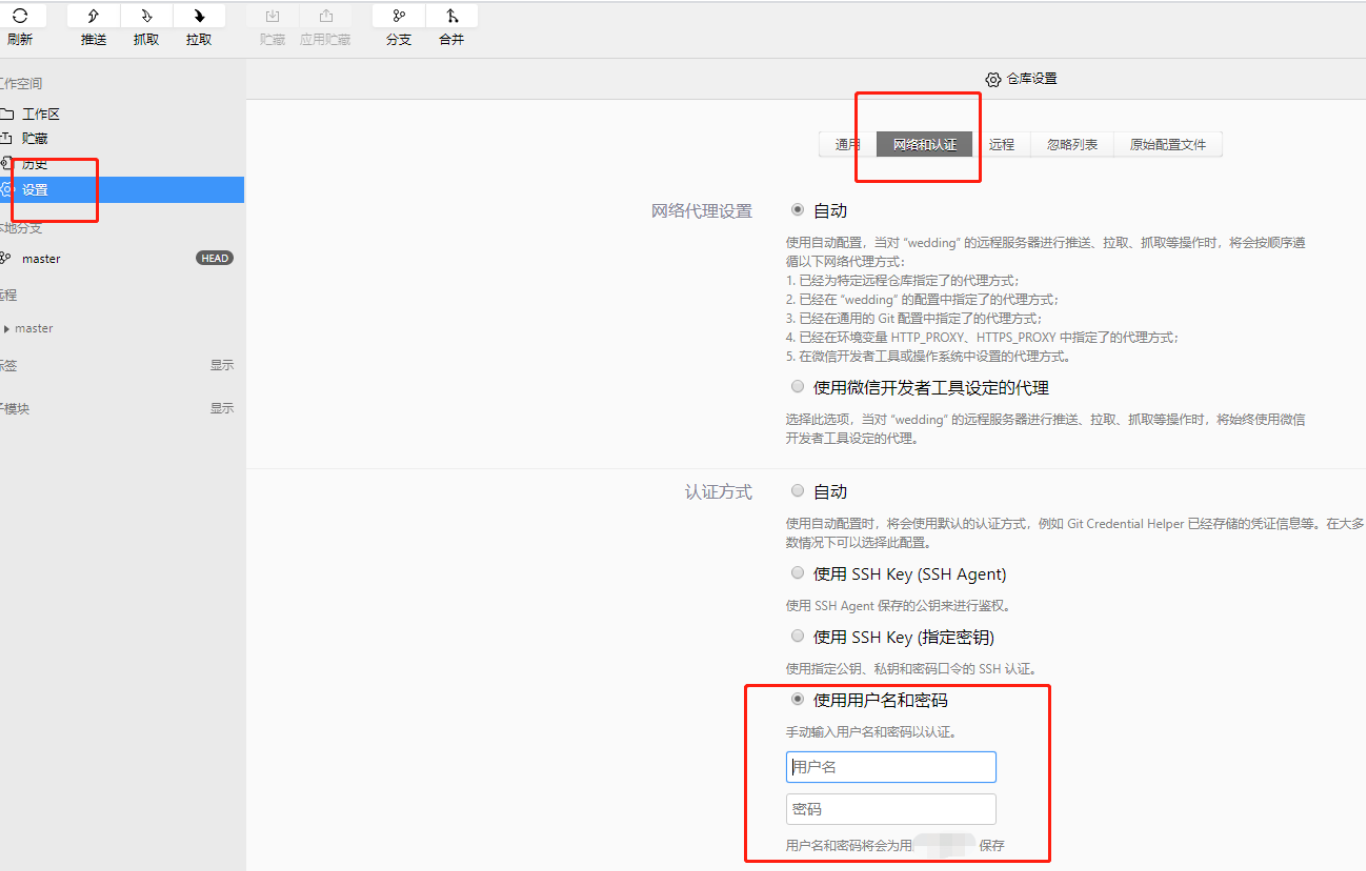 刷新 推送 抓取 拉取 贮藏 应用贮藏 分支 合并
工作空间
工作区
贮藏
历史
设置
本地分支
master HEAD
远程
master
标签 显示
子模块 显示
仓库设置
通用 网络和认证 远程 忽略列表 原始配置文件
网络代理设置 自动
使用自动配置，当对 “wedding” 的远程服务器进行推送、拉取、抓取等操作时，将会按顺序遵
循以下网络代理方式：
1. 已经为特定远程仓库指定了的代理方式；
2. 已经在 “wedding” 的配置中指定了的代理方式；
3. 已经在通用的 Git 配置中指定了的代理方式；
4. 已经在环境变量 HTTP_PROXY、HTTPS_PROXY 中指定了的代理方式；
5. 在微信开发者工具或操作系统中设置的代理方式。
使用微信开发者工具设定的代理
选择此选项，当对 “wedding” 的远程服务器进行推送、拉取、抓取等操作时，将始终使用微信
开发者工具设定的代理。
认证方式 自动
使用自动配置时，将会使用默认的认证方式，例如 Git Credential Helper 已经存储的凭证信息等。在大多
数情况下可以选择此配置。
使用 SSH Key (SSH Agent)
使用 SSH Agent 保存的公钥来进行鉴权。
使用 SSH Key (指定密钥)
使用指定公钥、私钥和密码口令的 SSH 认证。
使用用户名和密码
手动输入用户名和密码以认证。
用户名
密码
用户名和密码将会为用 保存